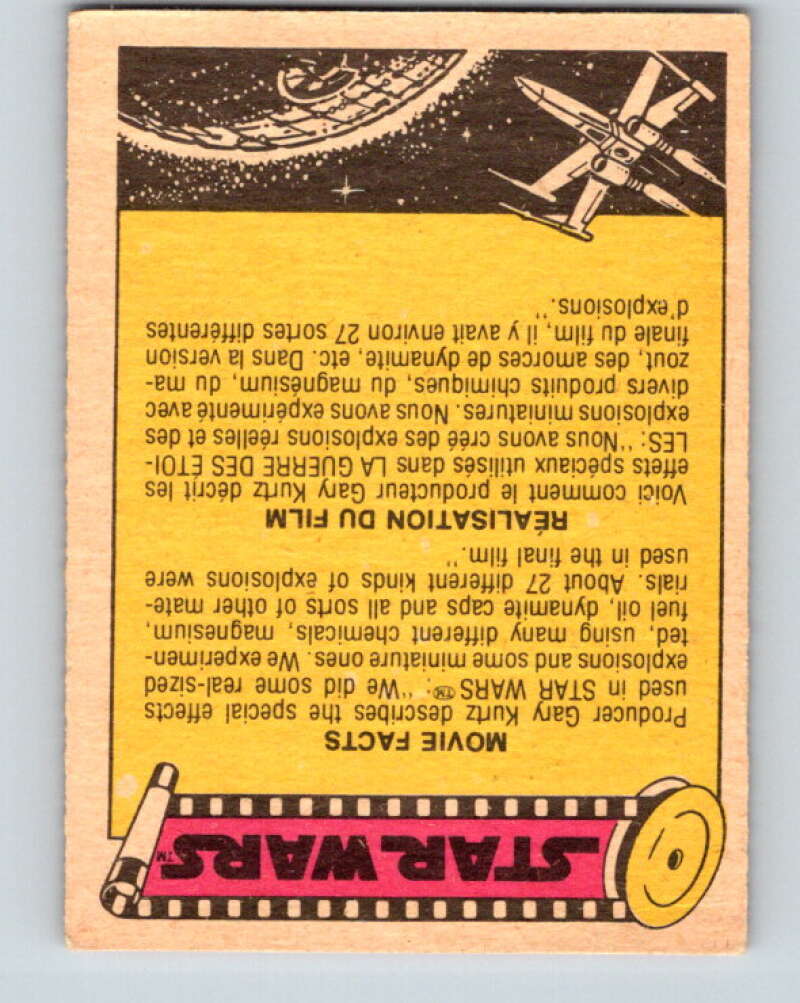 STAR WARS™
MOVIE FACTS
Producer Gary Kurtz describes the special effects
used in STAR WARS™®: "We did some real-sized
explosions and some miniature ones. We experimen-
ted, using many different chemicals, magnesium,
fuel oil, dynamite caps and all sorts of other mate-
rials. About 27 different kinds of explosions were
used in the final film."
RÉALISATION DU FILM
Voici comment le producteur Gary Kurtz décrit les
effets spéciaux utilisés dans LA GUERRE DES ÉTOI-
LES: "Nous avons créé des explosions réelles et des
explosions miniatures. Nous avons expérimenté avec
divers produits chimiques, du magnésium, du ma-
zout, des amorces de dynamite, etc. Dans la version
finale du film, il y avait environ 27 sortes différentes
d'explosions."